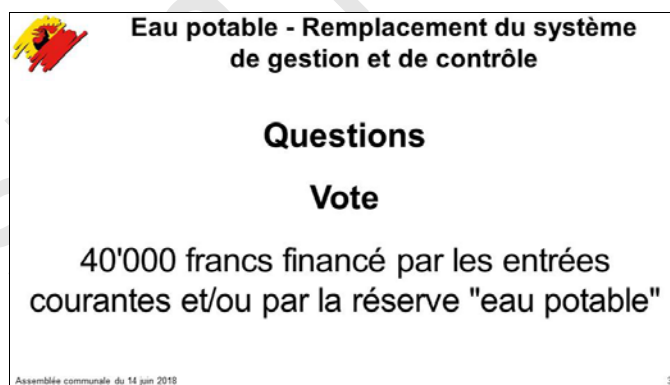 Eau potable - Remplacement du système
de gestion et de contrôle
Questions
Vote
40'000 francs financé par les entrées
courantes et/ou par la réserve "eau potable"
Assemblée communale du 14 juin 2018